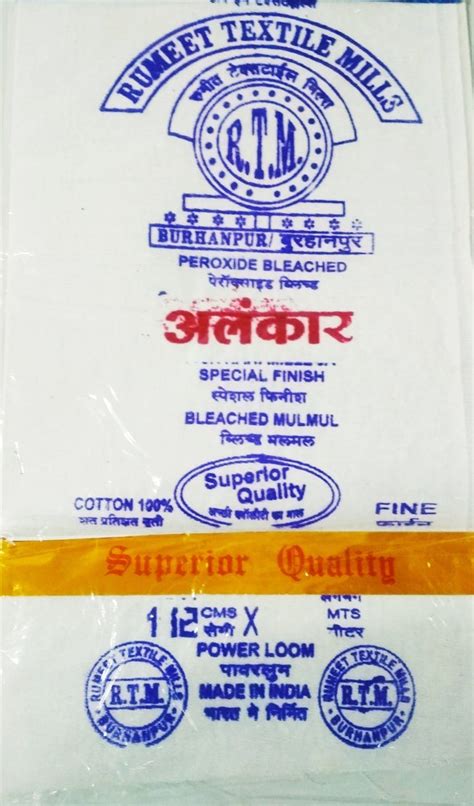 RUMEET TEXTILE MILLS
रुमीत टेक्सटाईल मिल्स
R.T.M.
BURHANPUR/ बुरहानपुर
PEROXIDE BLEACHED
पेरॉक्साइड ब्लिच्ड
अलंकार
SPECIAL FINISH
स्पेशल फिनीश
BLEACHED MULMUL
ब्लिच्ड मलमल
Superior
Quality
अच्छी क्वॉलीटी का माल
COTTON 100%
शत प्रतिशत सूती
FINE
फाईन
Superior Quality
112 CMS X MTS
सेंमी मीटर
POWER LOOM
पावरलुम
MADE IN INDIA
भारत में निर्मित
RUMEET TEXTILE MILLS
R.T.M.
BURHANPUR
RUMEET TEXTILE MILLS
R.T.M.
BURHANPUR